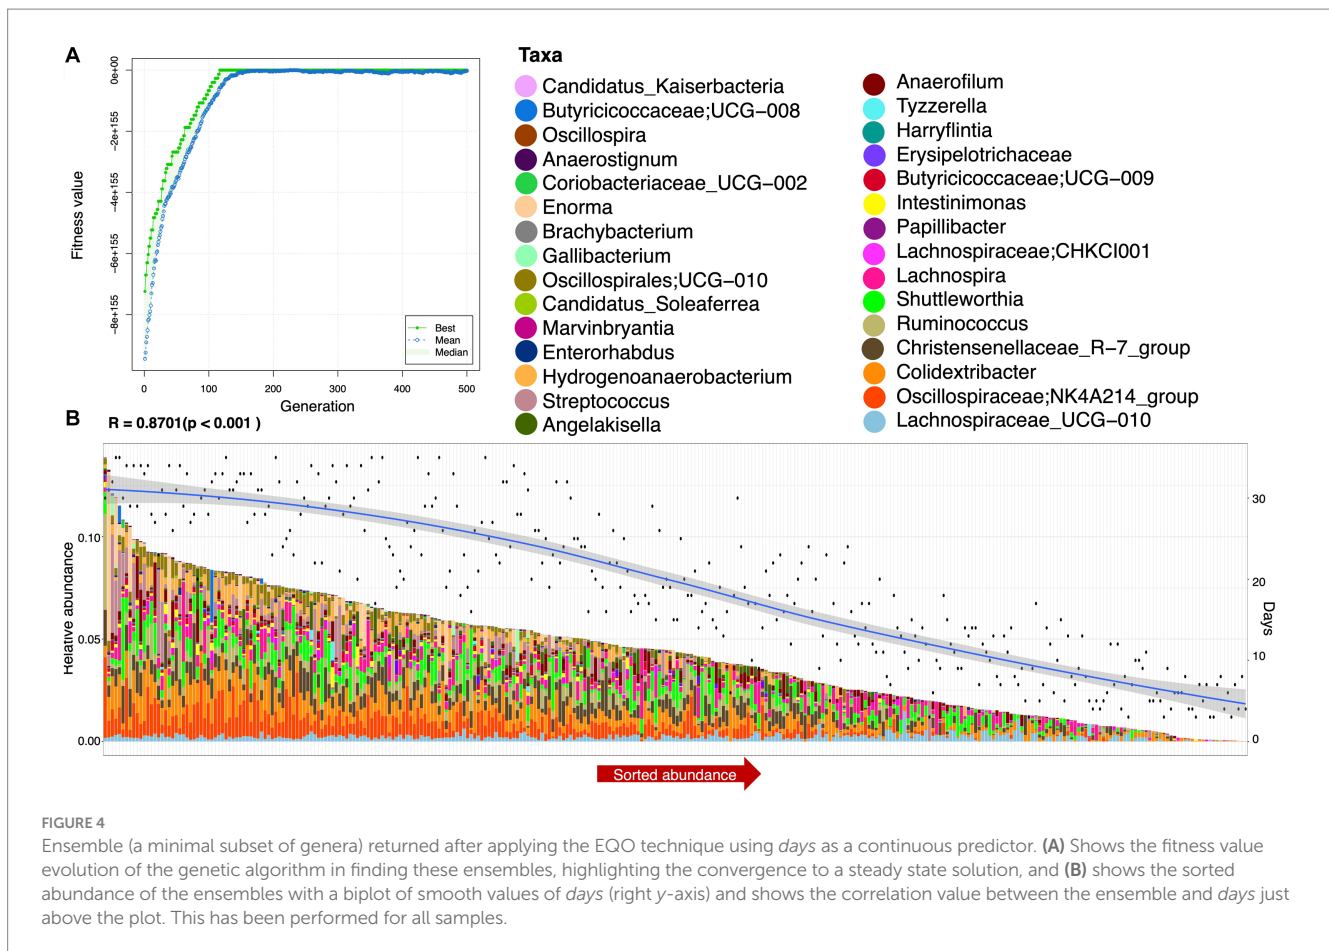 A
Fitness value
0e+00
−2e+155
−4e+155
−6e+155
−8e+155
Best
Mean
Median
0
100
200
300
400
500
Generation
Taxa
Candidatus_Kaiserbacteria
Butyricicoccaceae;UCG−008
Oscillospira
Anaerostignum
Coriobacteriaceae_UCG−002
Enorma
Brachybacterium
Gallibacterium
Oscillospirales;UCG−010
Candidatus_Soleaferrea
Marvinbryantia
Enterorhabdus
Hydrogenoanaerobacterium
Streptococcus
Angelakisella
Anaerofilum
Tyzzerella
Harryflintia
Erysipelotrichaceae
Butyricicoccaceae;UCG−009
Intestinimonas
Papillibacter
Lachnospiraceae;CHKCI001
Lachnospira
Shuttleworthia
Ruminococcus
Christensenellaceae_R−7_group
Colidextribacter
Oscillospiraceae;NK4A214_group
Lachnospiraceae_UCG−010
B
R = 0.8701(p < 0.001 )
Relative abundance
0.10
0.05
0.00
30
20
10
0
Days
Sorted abundance
FIGURE 4
Ensemble (a minimal subset of genera) returned after applying the EQO technique using days as a continuous predictor. (A) Shows the fitness value
evolution of the genetic algorithm in finding these ensembles, highlighting the convergence to a steady state solution, and (B) shows the sorted
abundance of the ensembles with a biplot of smooth values of days (right y-axis) and shows the correlation value between the ensemble and days just
above the plot. This has been performed for all samples.